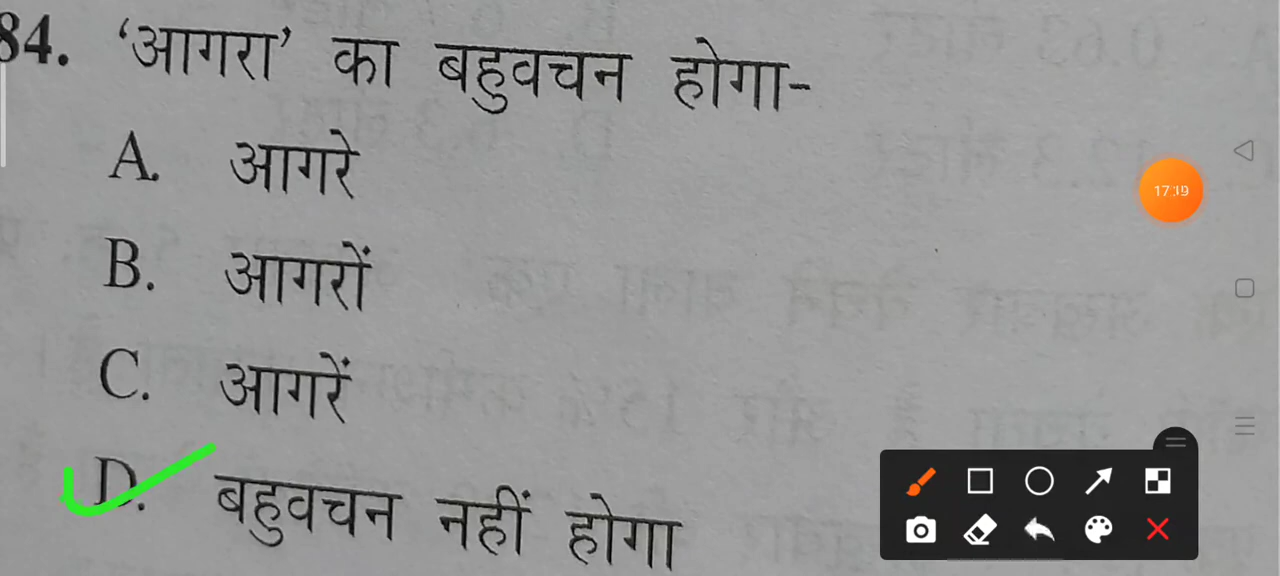 84. ‘आगरा’ का बहुवचन होगा-
A. आगरे
17:19
B. आगरों
C. आगरें
D. बहुवचन नहीं होगा